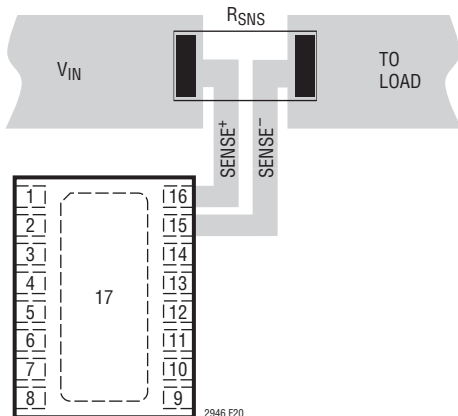 RSNS
VIN
TO
LOAD
SENSE+
SENSE–
1 16
2 15
3 14
4 13
5 12
6 11
7 10
8 9
17
2946 F20